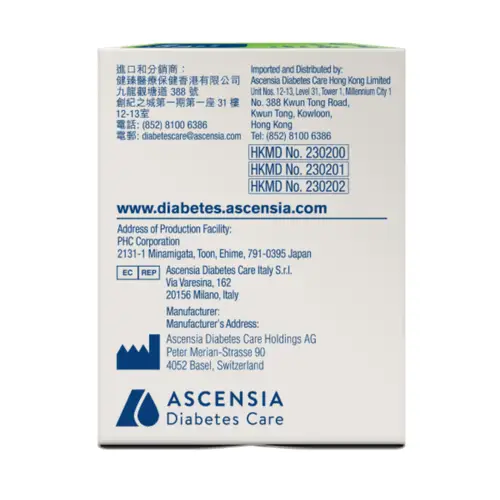 進口和分銷商：
健臻醫療保健香港有限公司
九龍觀塘道 388 號
創紀之城第一期第一座 31 樓
12-13室
電話: (852) 8100 6386
電郵: diabetescare@ascensia.com
Imported and Distributed by:
Ascensia Diabetes Care Hong Kong Limited
Unit Nos. 12-13, Level 31, Tower 1, Millennium City 1
No. 388 Kwun Tong Road,
Kwun Tong, Kowloon,
Hong Kong
Tel: (852) 8100 6386
HKMD No. 230200
HKMD No. 230201
HKMD No. 230202
www.diabetes.ascensia.com
Address of Production Facility:
PHC Corporation
2131-1 Minamigata, Toon, Ehime, 791-0395 Japan
EC REP
Ascensia Diabetes Care Italy S.r.l.
Via Varesina, 162
20156 Milano, Italy
Manufacturer:
Manufacturer's Address:
Ascensia Diabetes Care Holdings AG
Peter Merian-Strasse 90
4052 Basel, Switzerland
ASCENSIA
Diabetes Care